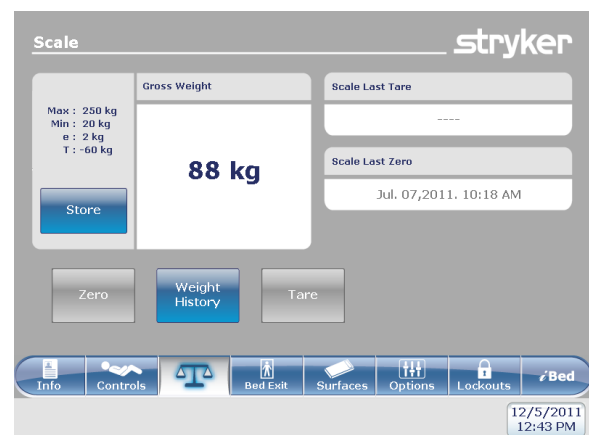 Scale
stryker
Max : 250 kg
Min : 20 kg
e : 2 kg
T : -60 kg
Store
Gross Weight
88 kg
Scale Last Tare
----
Scale Last Zero
Jul. 07,2011. 10:18 AM
Zero
Weight
History
Tare
Info
Controls
Bed Exit
Surfaces
Options
Lockouts
iBed
12/5/2011
12:43 PM